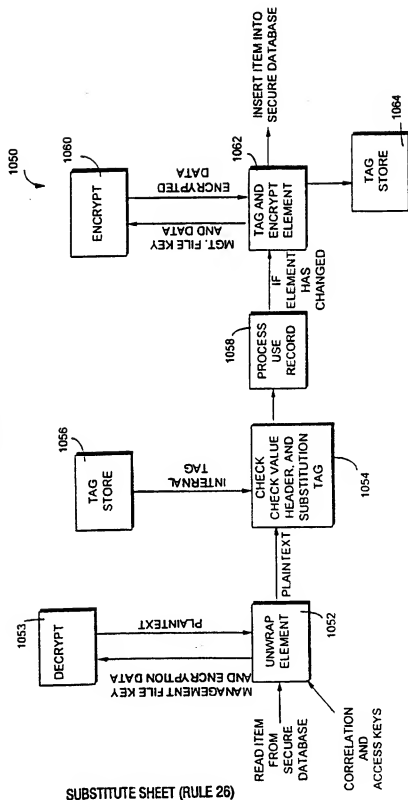 1050
1060
ENCRYPT
MGT. FILE KEY
AND DATA
ENCRYPTED
DATA
1062
TAG AND
ENCRYPT
ELEMENT
INSERT ITEM INTO
SECURE DATABASE
TAG
STORE
1064
IF
ELEMENT
HAS
CHANGED
1058
PROCESS
USE
RECORD
1056
TAG
STORE
INTERNAL
TAG
CHECK
CHECK VALUE
HEADER, AND
SUBSTITUTION
TAG
1054
PLAINTEXT
1053
DECRYPT
MANAGEMENT FILE KEY
AND ENCRYPTION DATA
PLAINTEXT
1052
UNWRAP
ELEMENT
READ ITEM
FROM
SECURE
DATABASE
CORRELATION
AND
ACCESS KEYS
SUBSTITUTE SHEET (RULE 26)